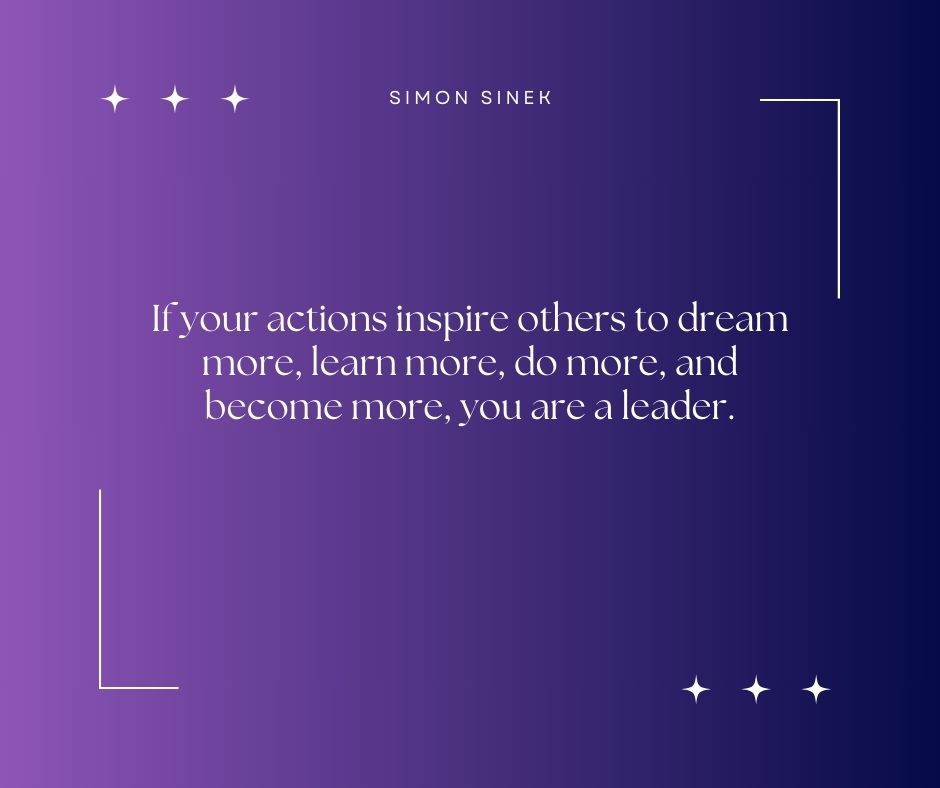 SIMON SINEK
If your actions inspire others to dream
more, learn more, do more, and
become more, you are a leader.